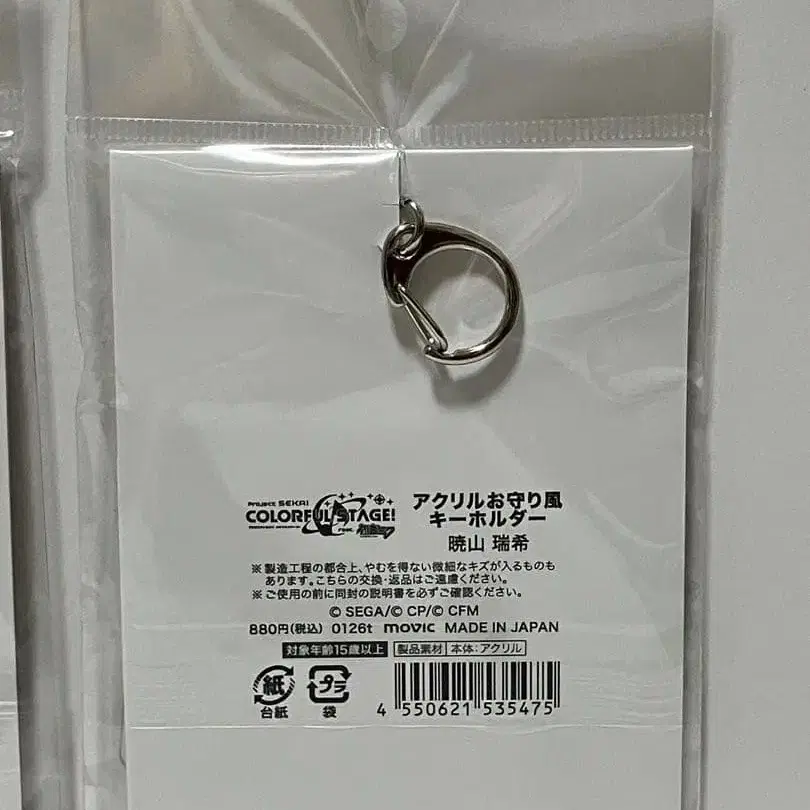 PROJECT SEKAI
COLORFUL STAGE!
feat.
アクリルお守り風
キーホルダー
暁山 瑞希
※製造工程の都合上、やむを得ない微細なキズが入るものも
あります。こちらの交換・返品はご遠慮ください。
※ご使用の前に同封の説明書を必ずご確認ください。
© SEGA/© CP/© CFM
880円(税込) 0126t movic MADE IN JAPAN
対象年齢15歳以上 製品素材 本体:アクリル
紙 プラ
台紙 袋
4 550621 535475